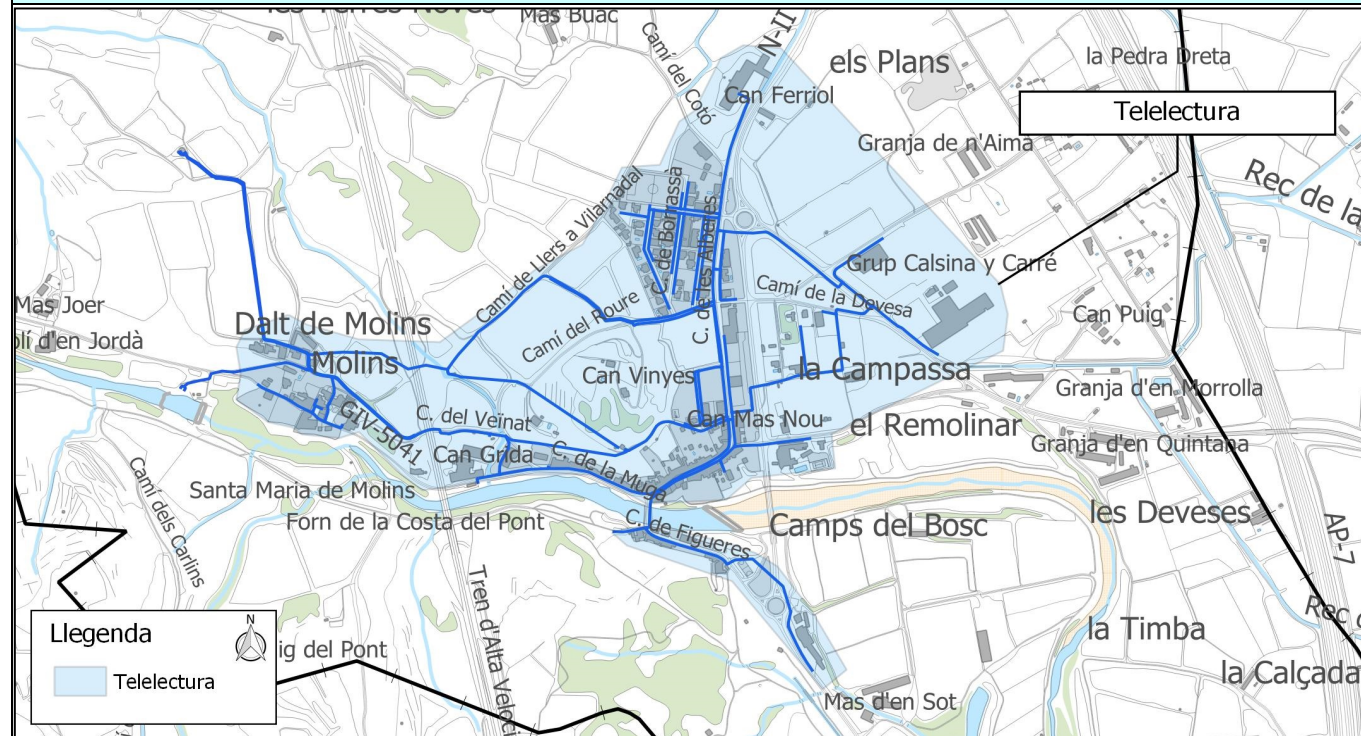 les Terres Noves
Mas Buac
Camí del Cotó
N-II
els Plans
la Pedra Dreta
Can Ferriol
Telelectura
Granja de n'Aima
Rec de la
Camí de Llers a Vilarnadal
C. de Borrassà
C. de les Alberes
Grup Calsina y Carré
Mas Joer
Dalt de Molins
Camí de la Devesa
Camí del Roure
Can Puig
lí d'en Jordà
Molins
Can Vinyes
la Campassa
Granja d'en Morrolla
GIV-5041
C. del Veïnat
Can Mas Nou
el Remolinar
Granja d'en Quintana
Can Grida
C. de la Muga
Camí dels Carlins
Santa Maria de Molins
Forn de la Costa del Pont
C. de Figueres
Camps del Bosc
les Deveses
AP-7
Tren d'Alta Veloci
Rec
la Timba
Llegenda
N
ig del Pont
Telelectura
la Calçada
Mas d'en Sot